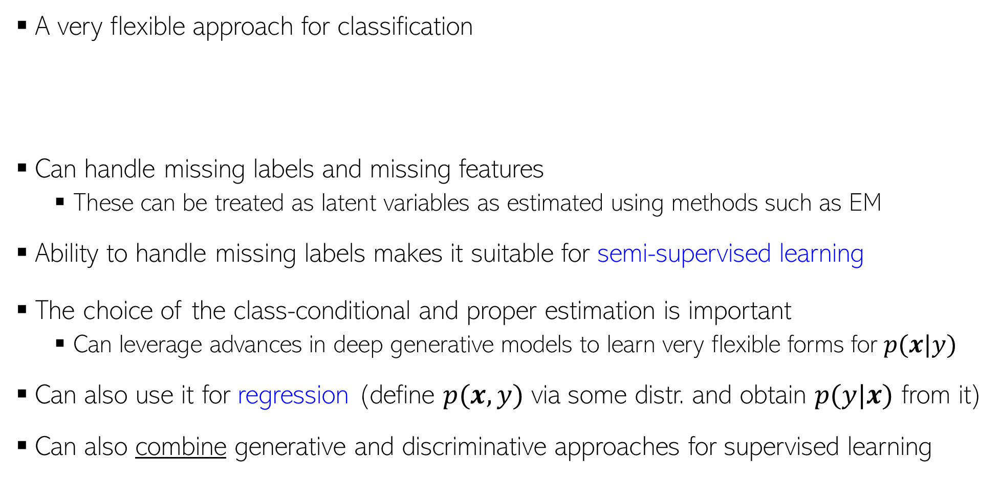 ▪ A very flexible approach for classification
▪ Can handle missing labels and missing features
▪ These can be treated as latent variables as estimated using methods such as EM
▪ Ability to handle missing labels makes it suitable for semi-supervised learning
▪ The choice of the class-conditional and proper estimation is important
▪ Can leverage advances in deep generative models to learn very flexible forms for p(x|y)
▪ Can also use it for regression (define p(x, y) via some distr. and obtain p(y|x) from it)
▪ Can also combine generative and discriminative approaches for supervised learning